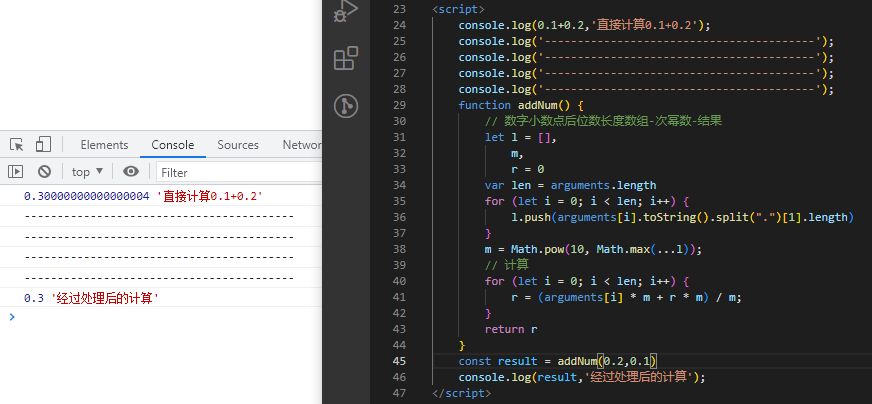 Elements Console Sources Networ
top Filter
0.30000000000000004 '直接计算0.1+0.2'
----------------------------------------
----------------------------------------
----------------------------------------
----------------------------------------
0.3 '经过处理后的计算'
23 <script>
24 console.log(0.1+0.2,'直接计算0.1+0.2');
25 console.log('----------------------------------------');
26 console.log('----------------------------------------');
27 console.log('----------------------------------------');
28 console.log('----------------------------------------');
29 function addNum() {
30 // 数字小数点后位数长度数组-次幂数-结果
31 let l = [],
32 m,
33 r = 0
34 var len = arguments.length
35 for (let i = 0; i < len; i++) {
36 l.push(arguments[i].toString().split(".")[1].length)
37 }
38 m = Math.pow(10, Math.max(...l));
39 // 计算
40 for (let i = 0; i < len; i++) {
41 r = (arguments[i] * m + r * m) / m;
42 }
43 return r
44 }
45 const result = addNum(0.2,0.1)
46 console.log(result,'经过处理后的计算');
47 </script>